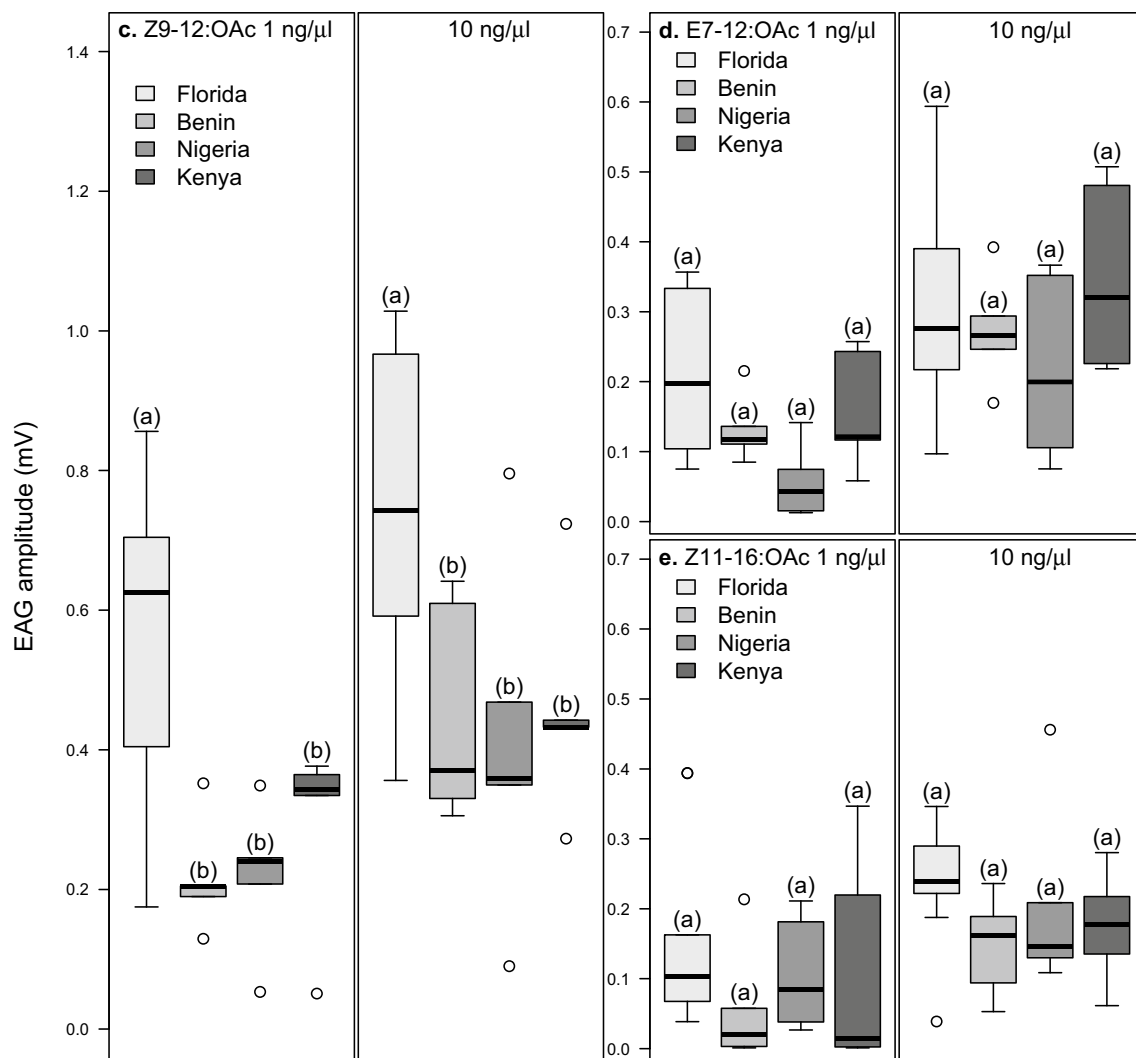 c. Z9-12:OAc 1 ng/µl
10 ng/µl
Florida
Benin
Nigeria
Kenya
EAG amplitude (mV)
1.4
1.2
1.0
0.8
0.6
0.4
0.2
0.0
(a)
(b)
(b)
(b)
(a)
(b)
(b)
(b)
d. E7-12:OAc 1 ng/µl
10 ng/µl
Florida
Benin
Nigeria
Kenya
0.7
0.6
0.5
0.4
0.3
0.2
0.1
0.0
(a)
(a)
(a)
(a)
(a)
(a)
(a)
(a)
e. Z11-16:OAc 1 ng/µl
10 ng/µl
Florida
Benin
Nigeria
Kenya
0.7
0.6
0.5
0.4
0.3
0.2
0.1
0.0
(a)
(a)
(a)
(a)
(a)
(a)
(a)
(a)